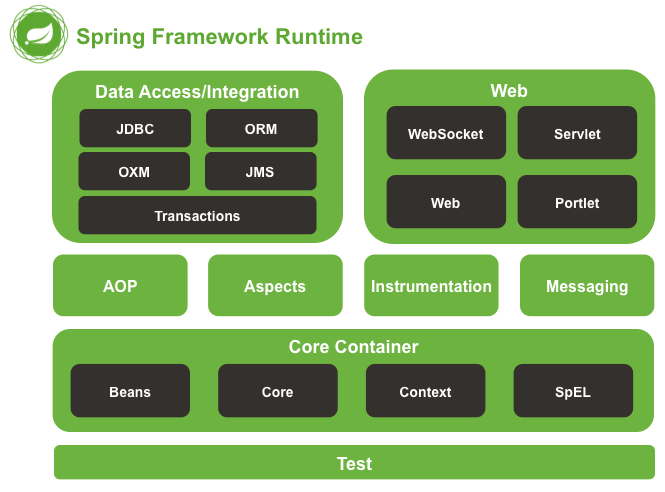 Spring Framework Runtime
Data Access/Integration
JDBC
ORM
OXM
JMS
Transactions
Web
WebSocket
Servlet
Web
Portlet
AOP
Aspects
Instrumentation
Messaging
Core Container
Beans
Core
Context
SpEL
Test